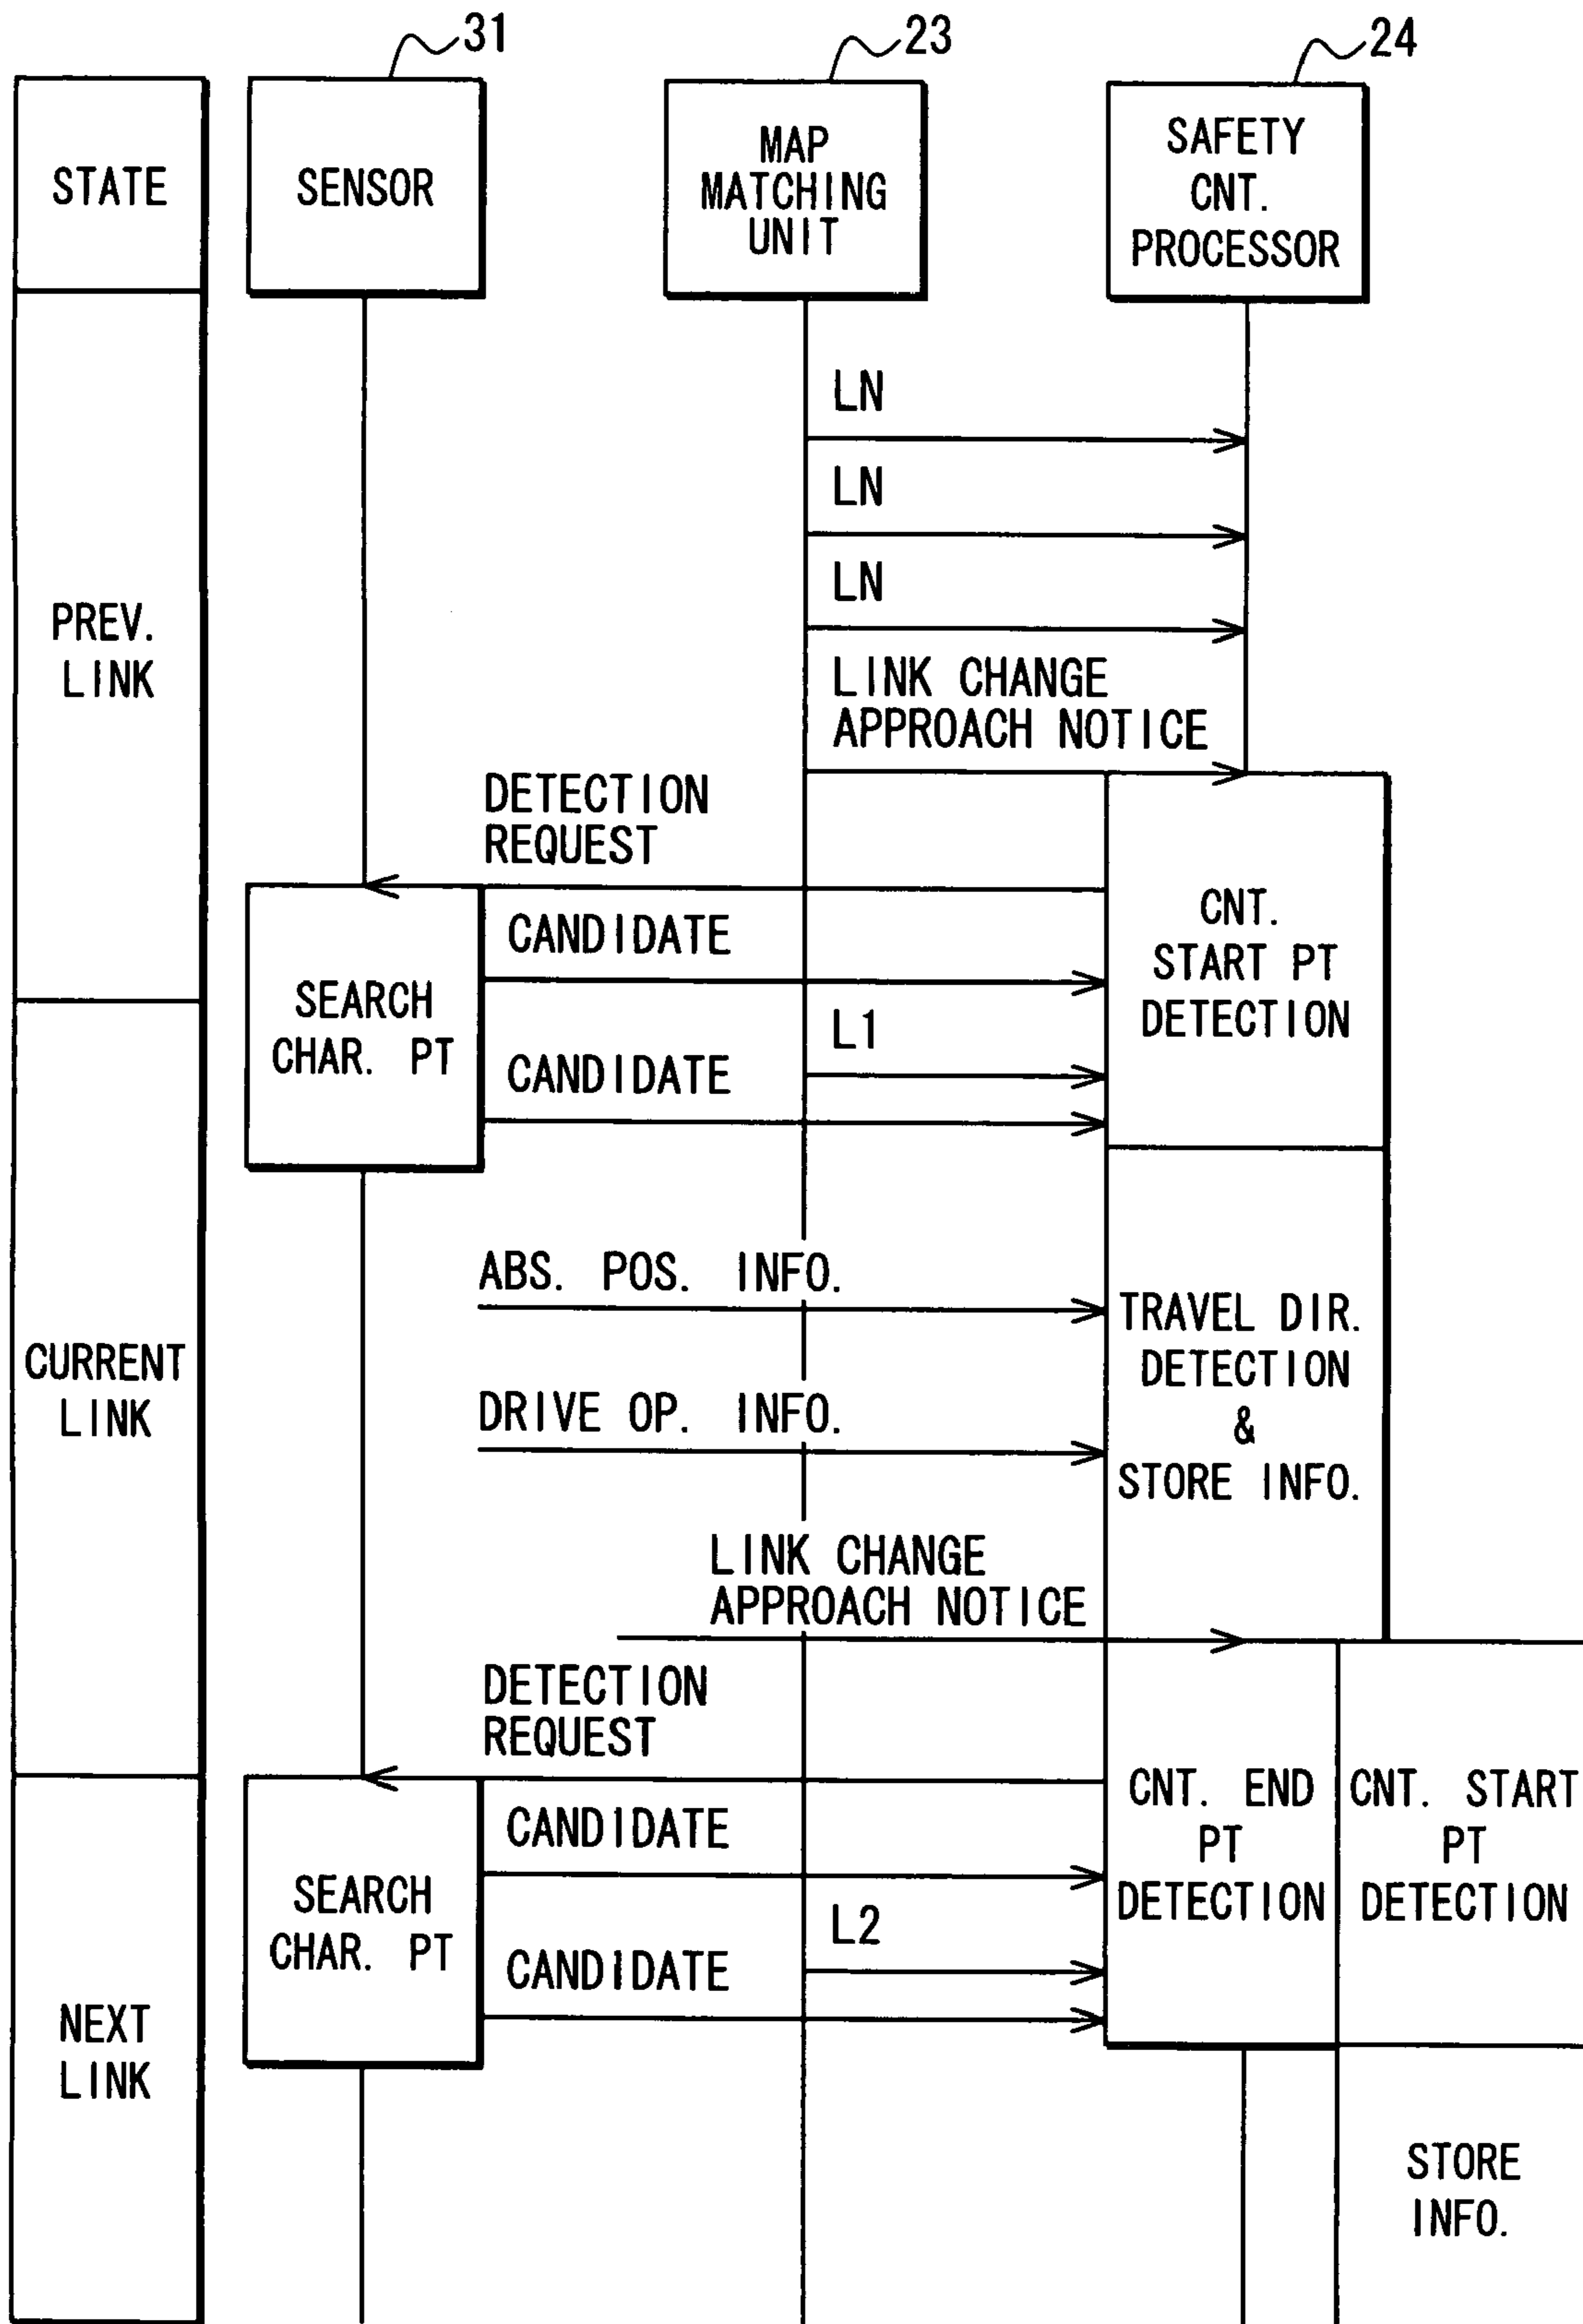 31
23
24
STATE
SENSOR
MAP
MATCHING
UNIT
SAFETY
CNT.
PROCESSOR
LN
LN
LN
PREV.
LINK
LINK CHANGE
APPROACH NOTICE
DETECTION
REQUEST
CANDIDATE
CNT.
START PT
DETECTION
SEARCH
CHAR. PT
L1
CANDIDATE
ABS. POS. INFO.
TRAVEL DIR.
DETECTION
&
STORE INFO.
CURRENT
LINK
DRIVE OP. INFO.
LINK CHANGE
APPROACH NOTICE
DETECTION
REQUEST
CNT. END
PT
DETECTION
CNT. START
PT
DETECTION
CANDIDATE
SEARCH
CHAR. PT
L2
CANDIDATE
NEXT
LINK
STORE
INFO.